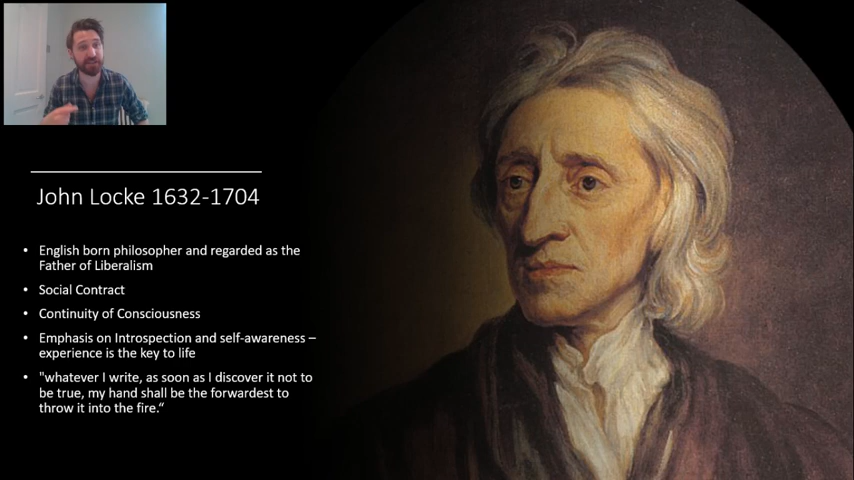 John Locke 1632-1704
• English born philosopher and regarded as the
Father of Liberalism
• Social Contract
• Continuity of Consciousness
• Emphasis on Introspection and self-awareness –
experience is the key to life
• "whatever I write, as soon as I discover it not to
be true, my hand shall be the forwardest to
throw it into the fire.“